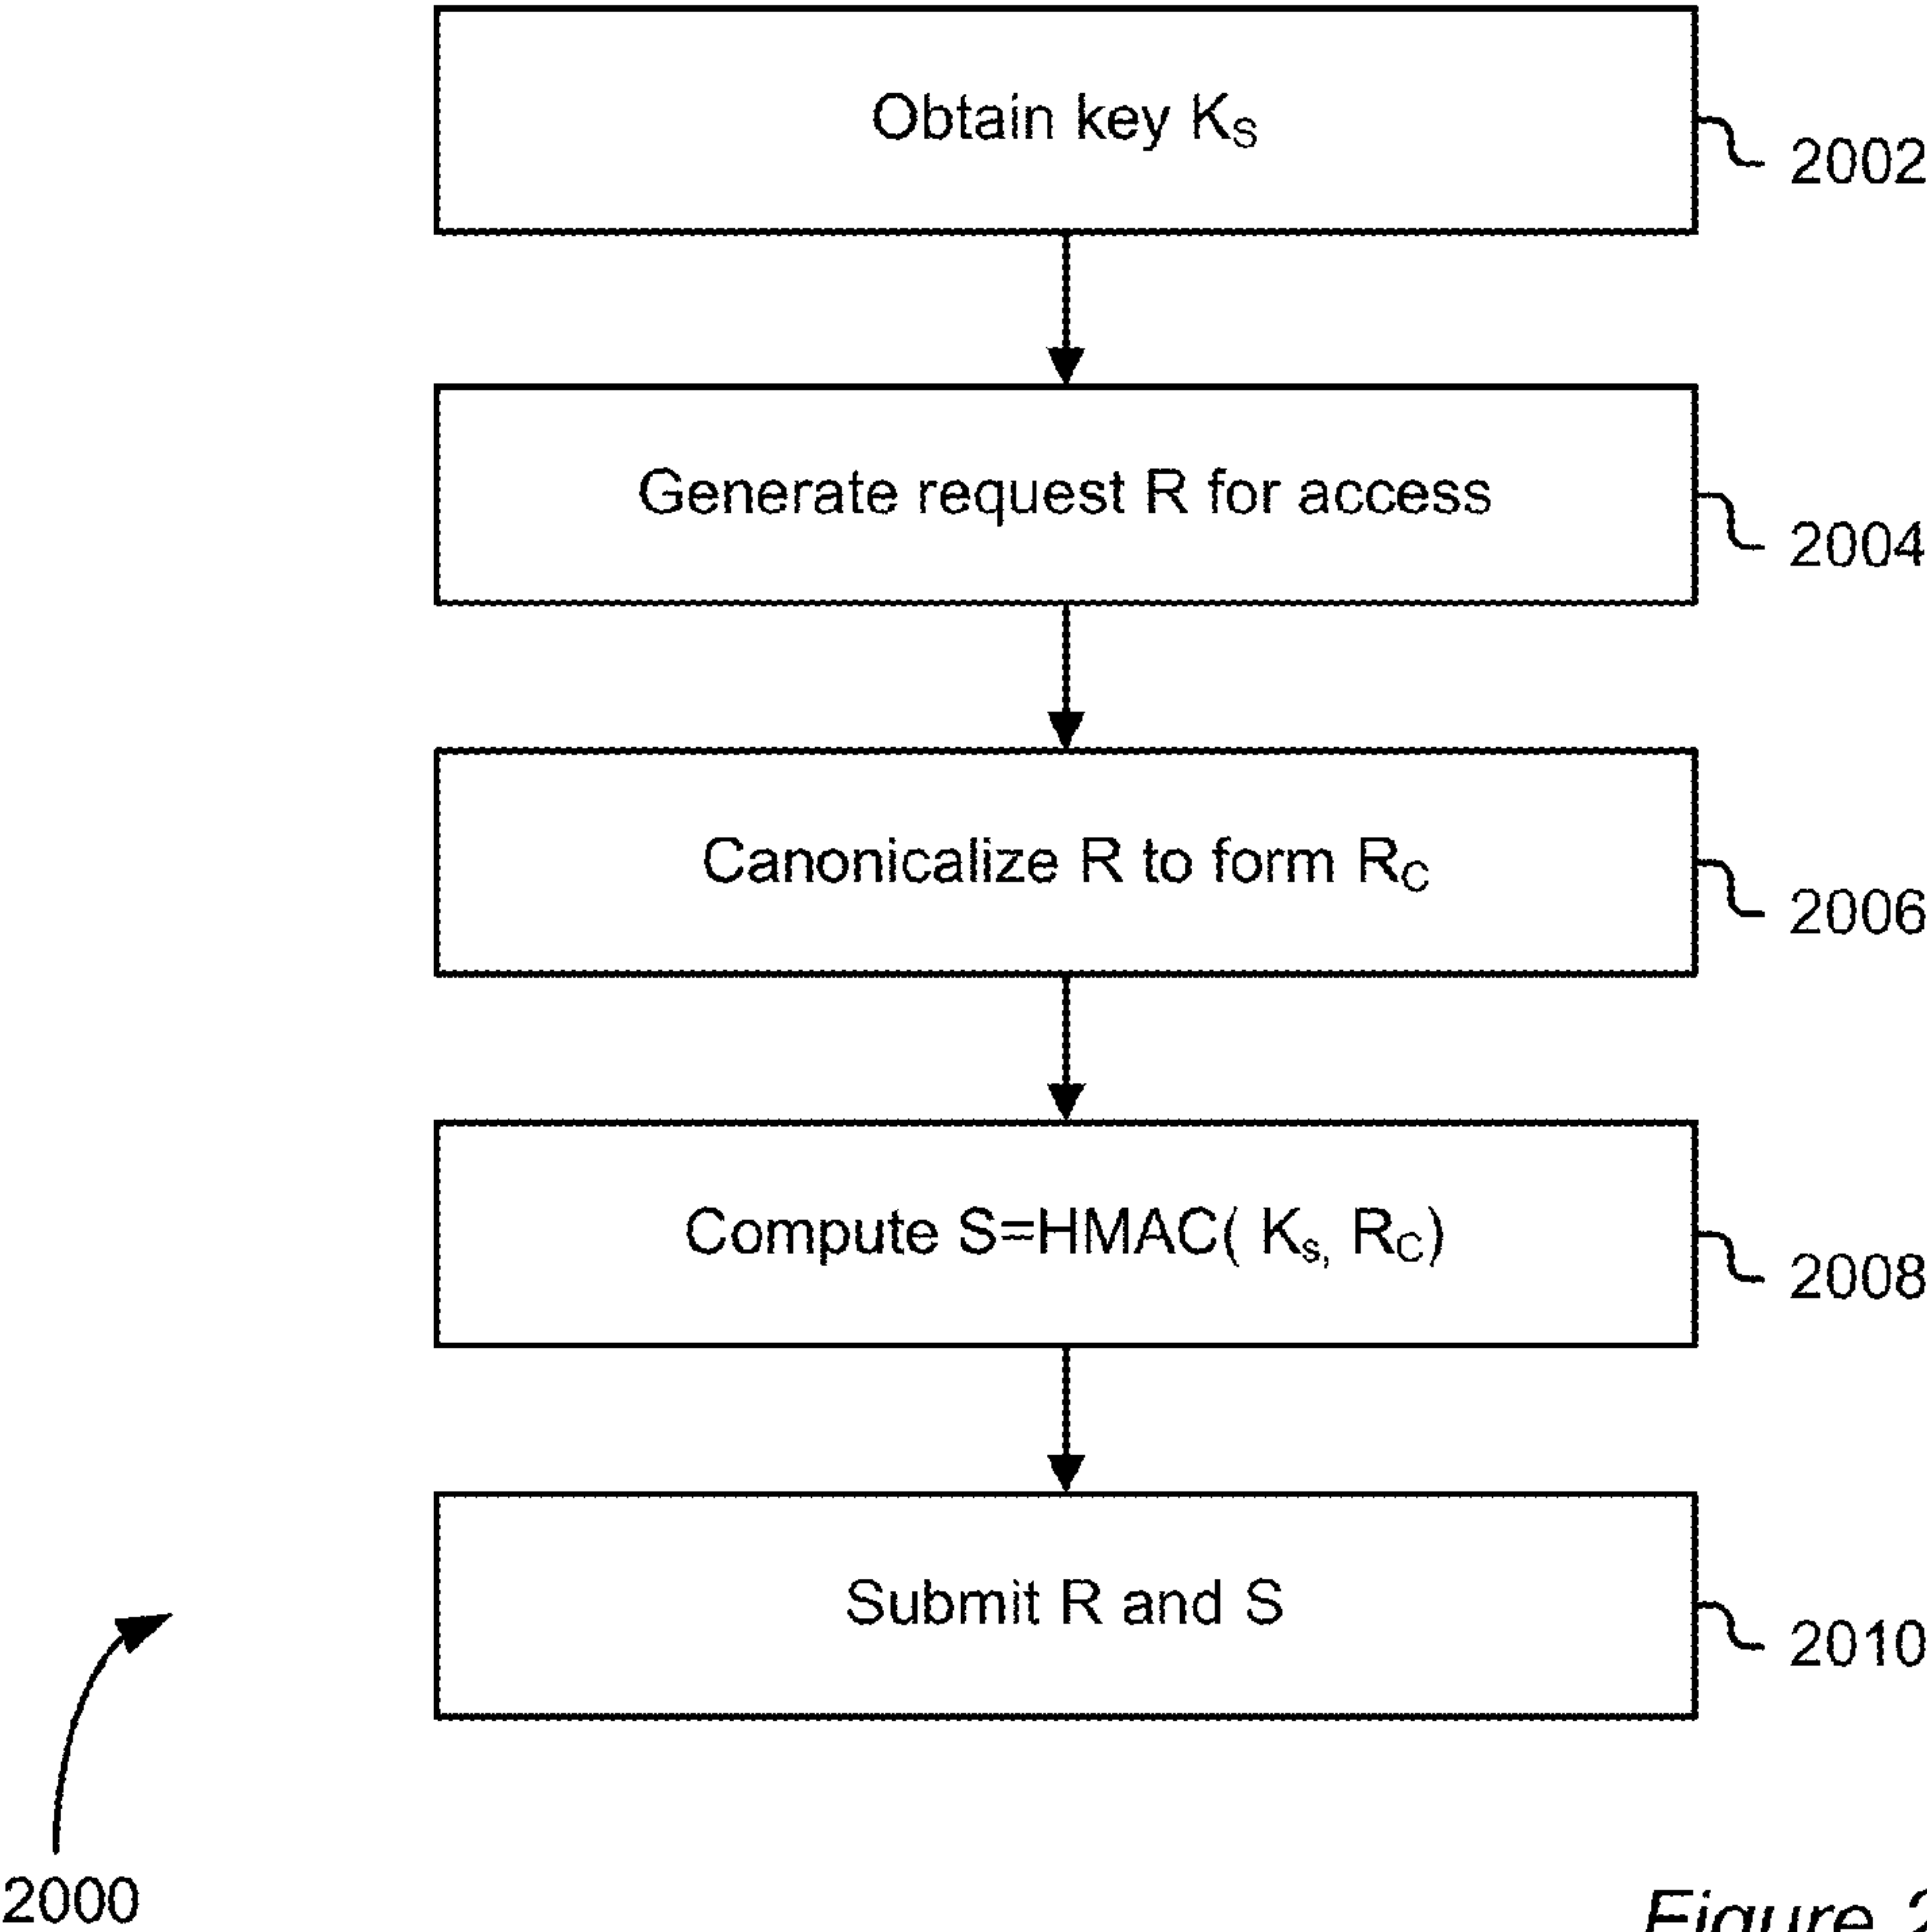 Obtain key KS
2002
Generate request R for access
2004
Canonicalize R to form RC
2006
Compute S=HMAC( Ks, RC)
2008
Submit R and S
2010
2000
Figure